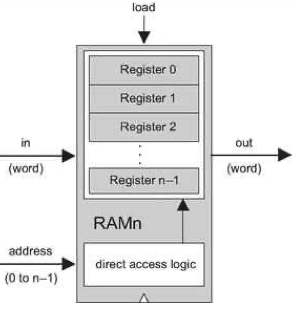 load
Register 0
Register 1
Register 2
in
(word)
out
(word)
Register n–1
RAMn
address
(0 to n–1)
direct access logic